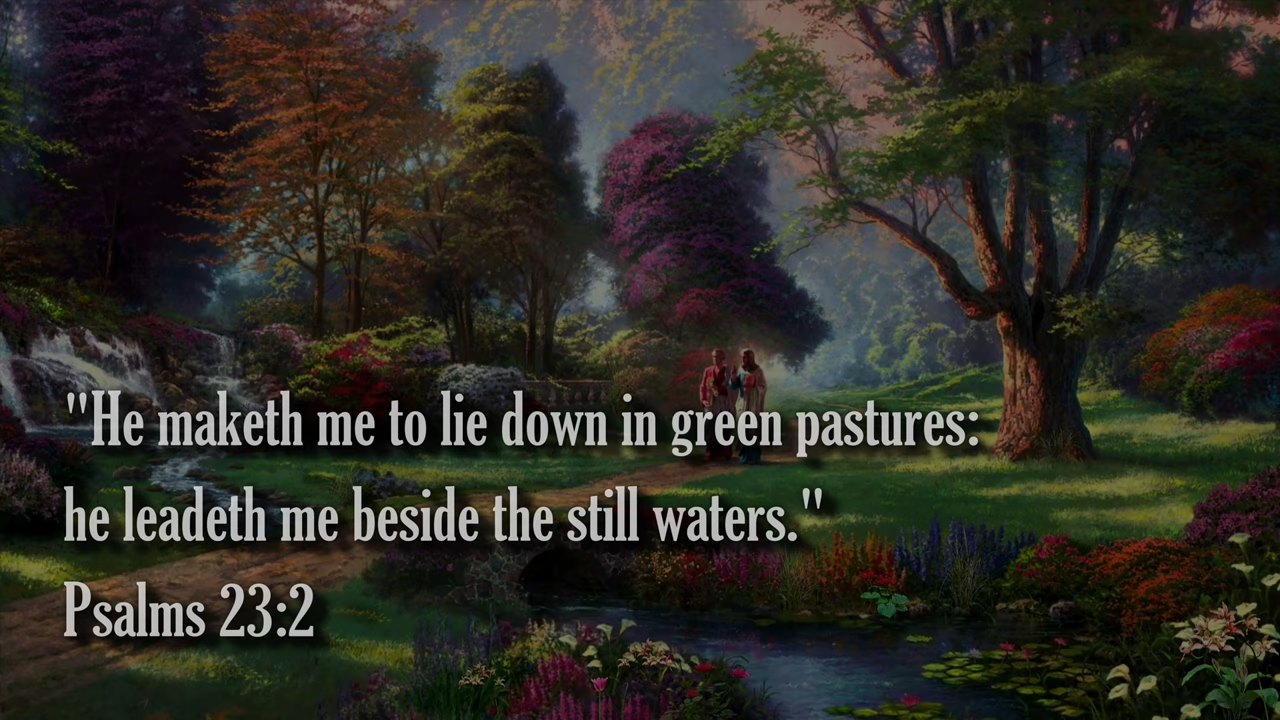 "He maketh me to lie down in green pastures:
he leadeth me beside the still waters."
Psalms 23:2